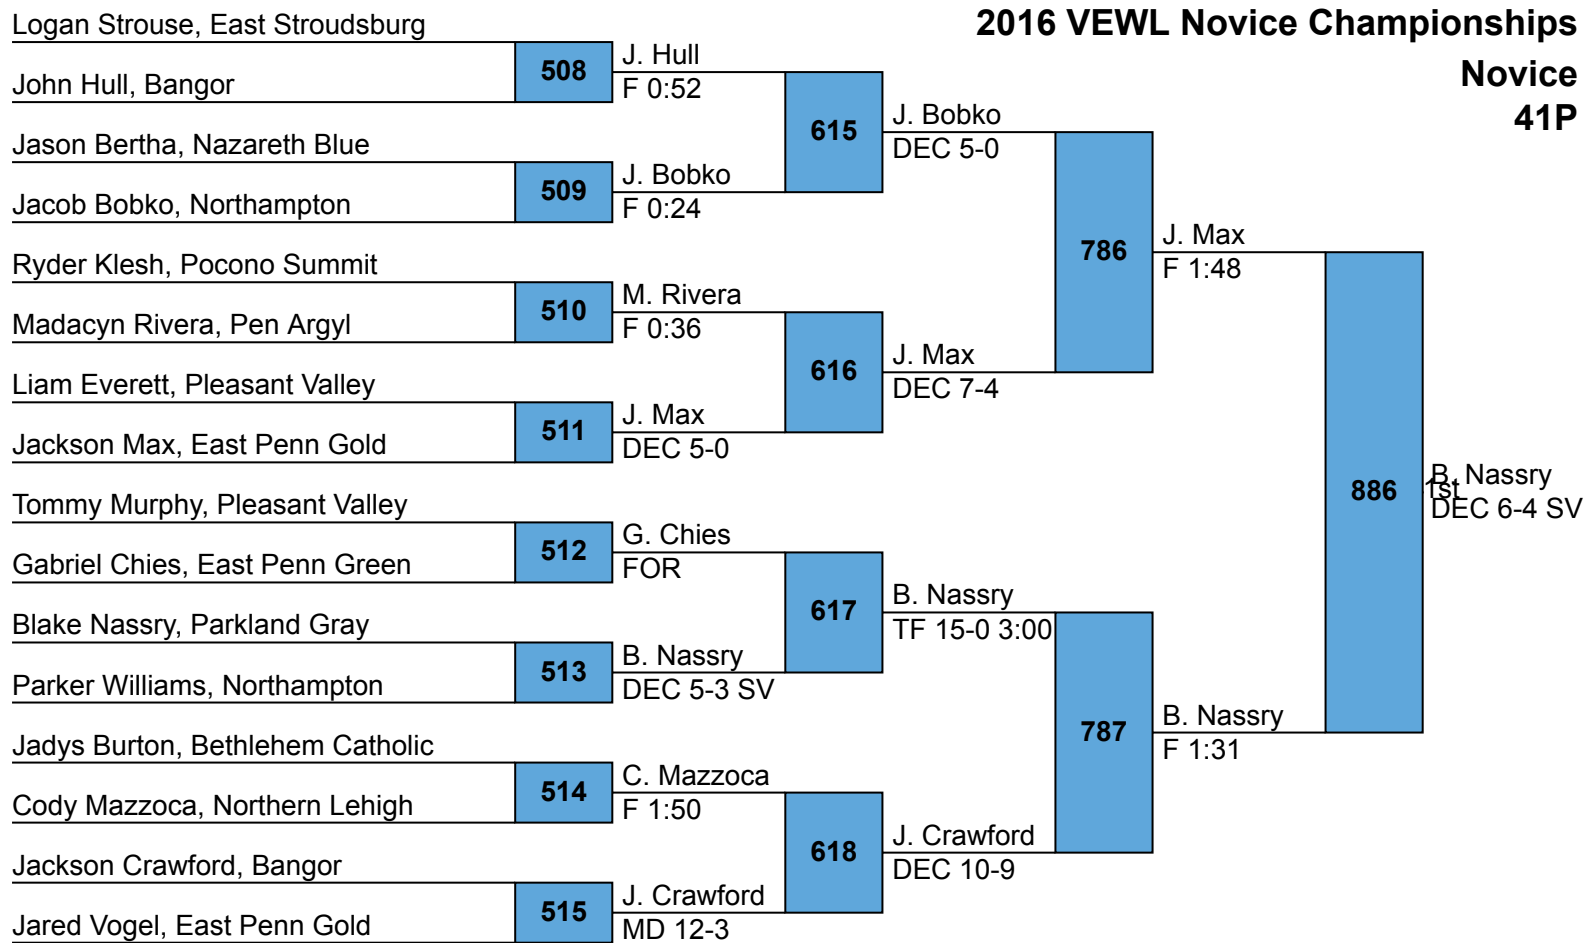 2016 VEWL Novice Championships
Novice
41P
Logan Strouse, East Stroudsburg
508
J. Hull
F 0:52
John Hull, Bangor
615
J. Bobko
DEC 5-0
Jason Bertha, Nazareth Blue
509
J. Bobko
F 0:24
Jacob Bobko, Northampton
786
J. Max
F 1:48
Ryder Klesh, Pocono Summit
510
M. Rivera
F 0:36
Madacyn Rivera, Pen Argyl
616
J. Max
DEC 7-4
Liam Everett, Pleasant Valley
511
J. Max
DEC 5-0
Jackson Max, East Penn Gold
886
1st
B. Nassry
DEC 6-4 SV
Tommy Murphy, Pleasant Valley
512
G. Chies
FOR
Gabriel Chies, East Penn Green
617
B. Nassry
TF 15-0 3:00
Blake Nassry, Parkland Gray
513
B. Nassry
DEC 5-3 SV
Parker Williams, Northampton
787
B. Nassry
F 1:31
Jadys Burton, Bethlehem Catholic
514
C. Mazzoca
F 1:50
Cody Mazzoca, Northern Lehigh
618
J. Crawford
DEC 10-9
Jackson Crawford, Bangor
515
J. Crawford
MD 12-3
Jared Vogel, East Penn Gold